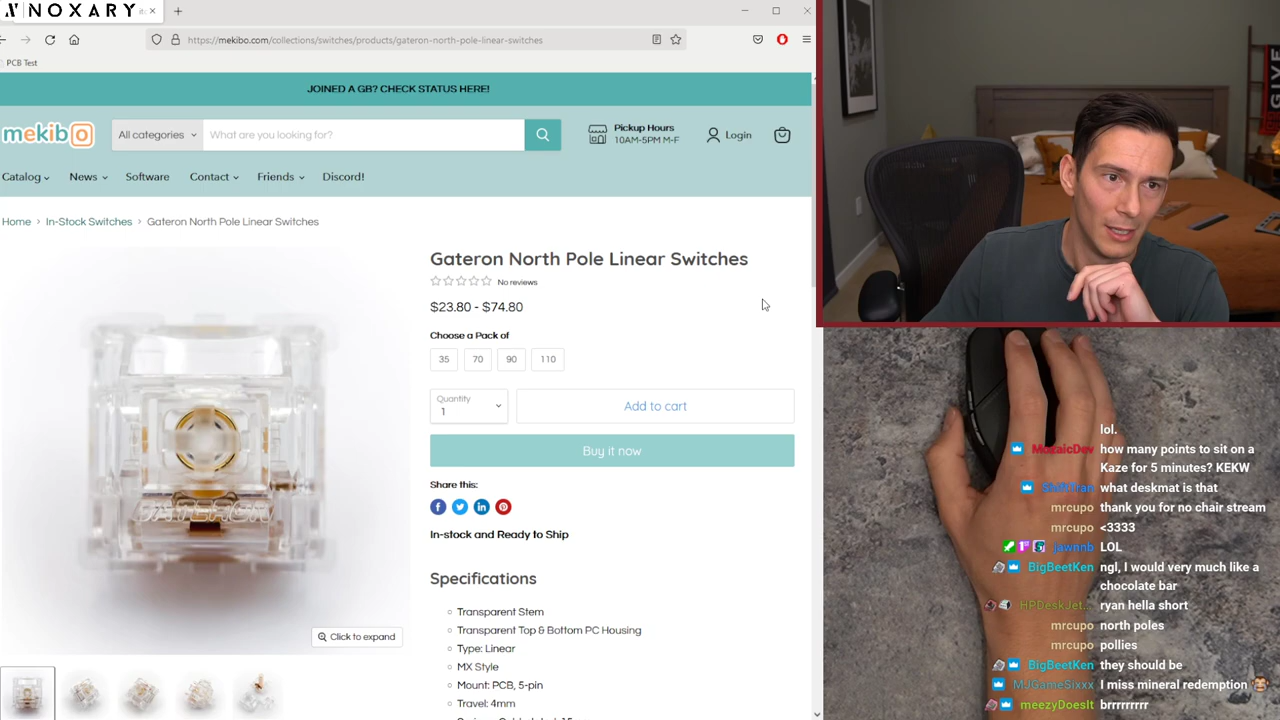 NOXARY
PCB Test
https://mekibo.com/collections/switches/products/gateron-north-pole-linear-switches
JOINED A GB? CHECK STATUS HERE!
mekibo
All categories
What are you looking for?
Pickup Hours
10AM-5PM M-F
Login
Catalog
News
Software
Contact
Friends
Discord!
Home > In-Stock Switches > Gateron North Pole Linear Switches
GATERON
Click to expand
Gateron North Pole Linear Switches
No reviews
$23.80 - $74.80
Choose a Pack of
35 70 90 110
Quantity
1
Add to cart
Buy it now
Share this:
In-stock and Ready to Ship
Specifications
Transparent Stem
Transparent Top & Bottom PC Housing
Type: Linear
MX Style
Mount: PCB, 5-pin
Travel: 4mm
lol.
MozaicDev how many points to sit on a
Kaze for 5 minutes? KEKW
what deskmat is that
mrcupo thank you for no chair stream
mrcupo <3333
jawnnb LOL
BigBeetKen ngl, I would very much like a
chocolate bar
HPDeskJet... ryan hella short
mrcupo north poles
mrcupo pollies
BigBeetKen they should be
MJGameSixxx I miss mineral redemption
meezyDoesIt brrrrrrrrr